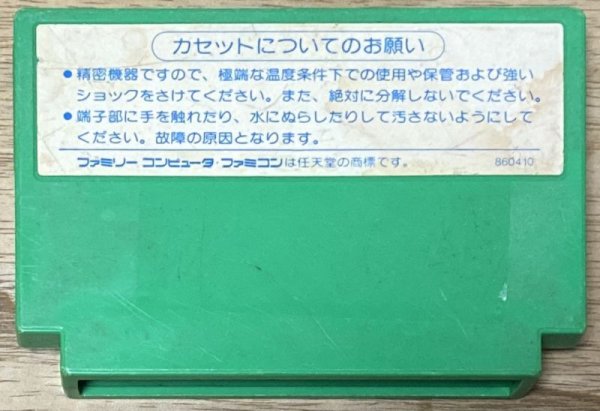 カセットについてのお願い
●精密機器ですので、極端な温度条件下での使用や保管および強い
ショックをさけてください。また、絶対に分解しないでください。
●端子部に手を触れたり、水にぬらしたりして汚さないようにして
ください。故障の原因となります。
ファミリー コンピュータ・ファミコンは任天堂の商標です。 860410